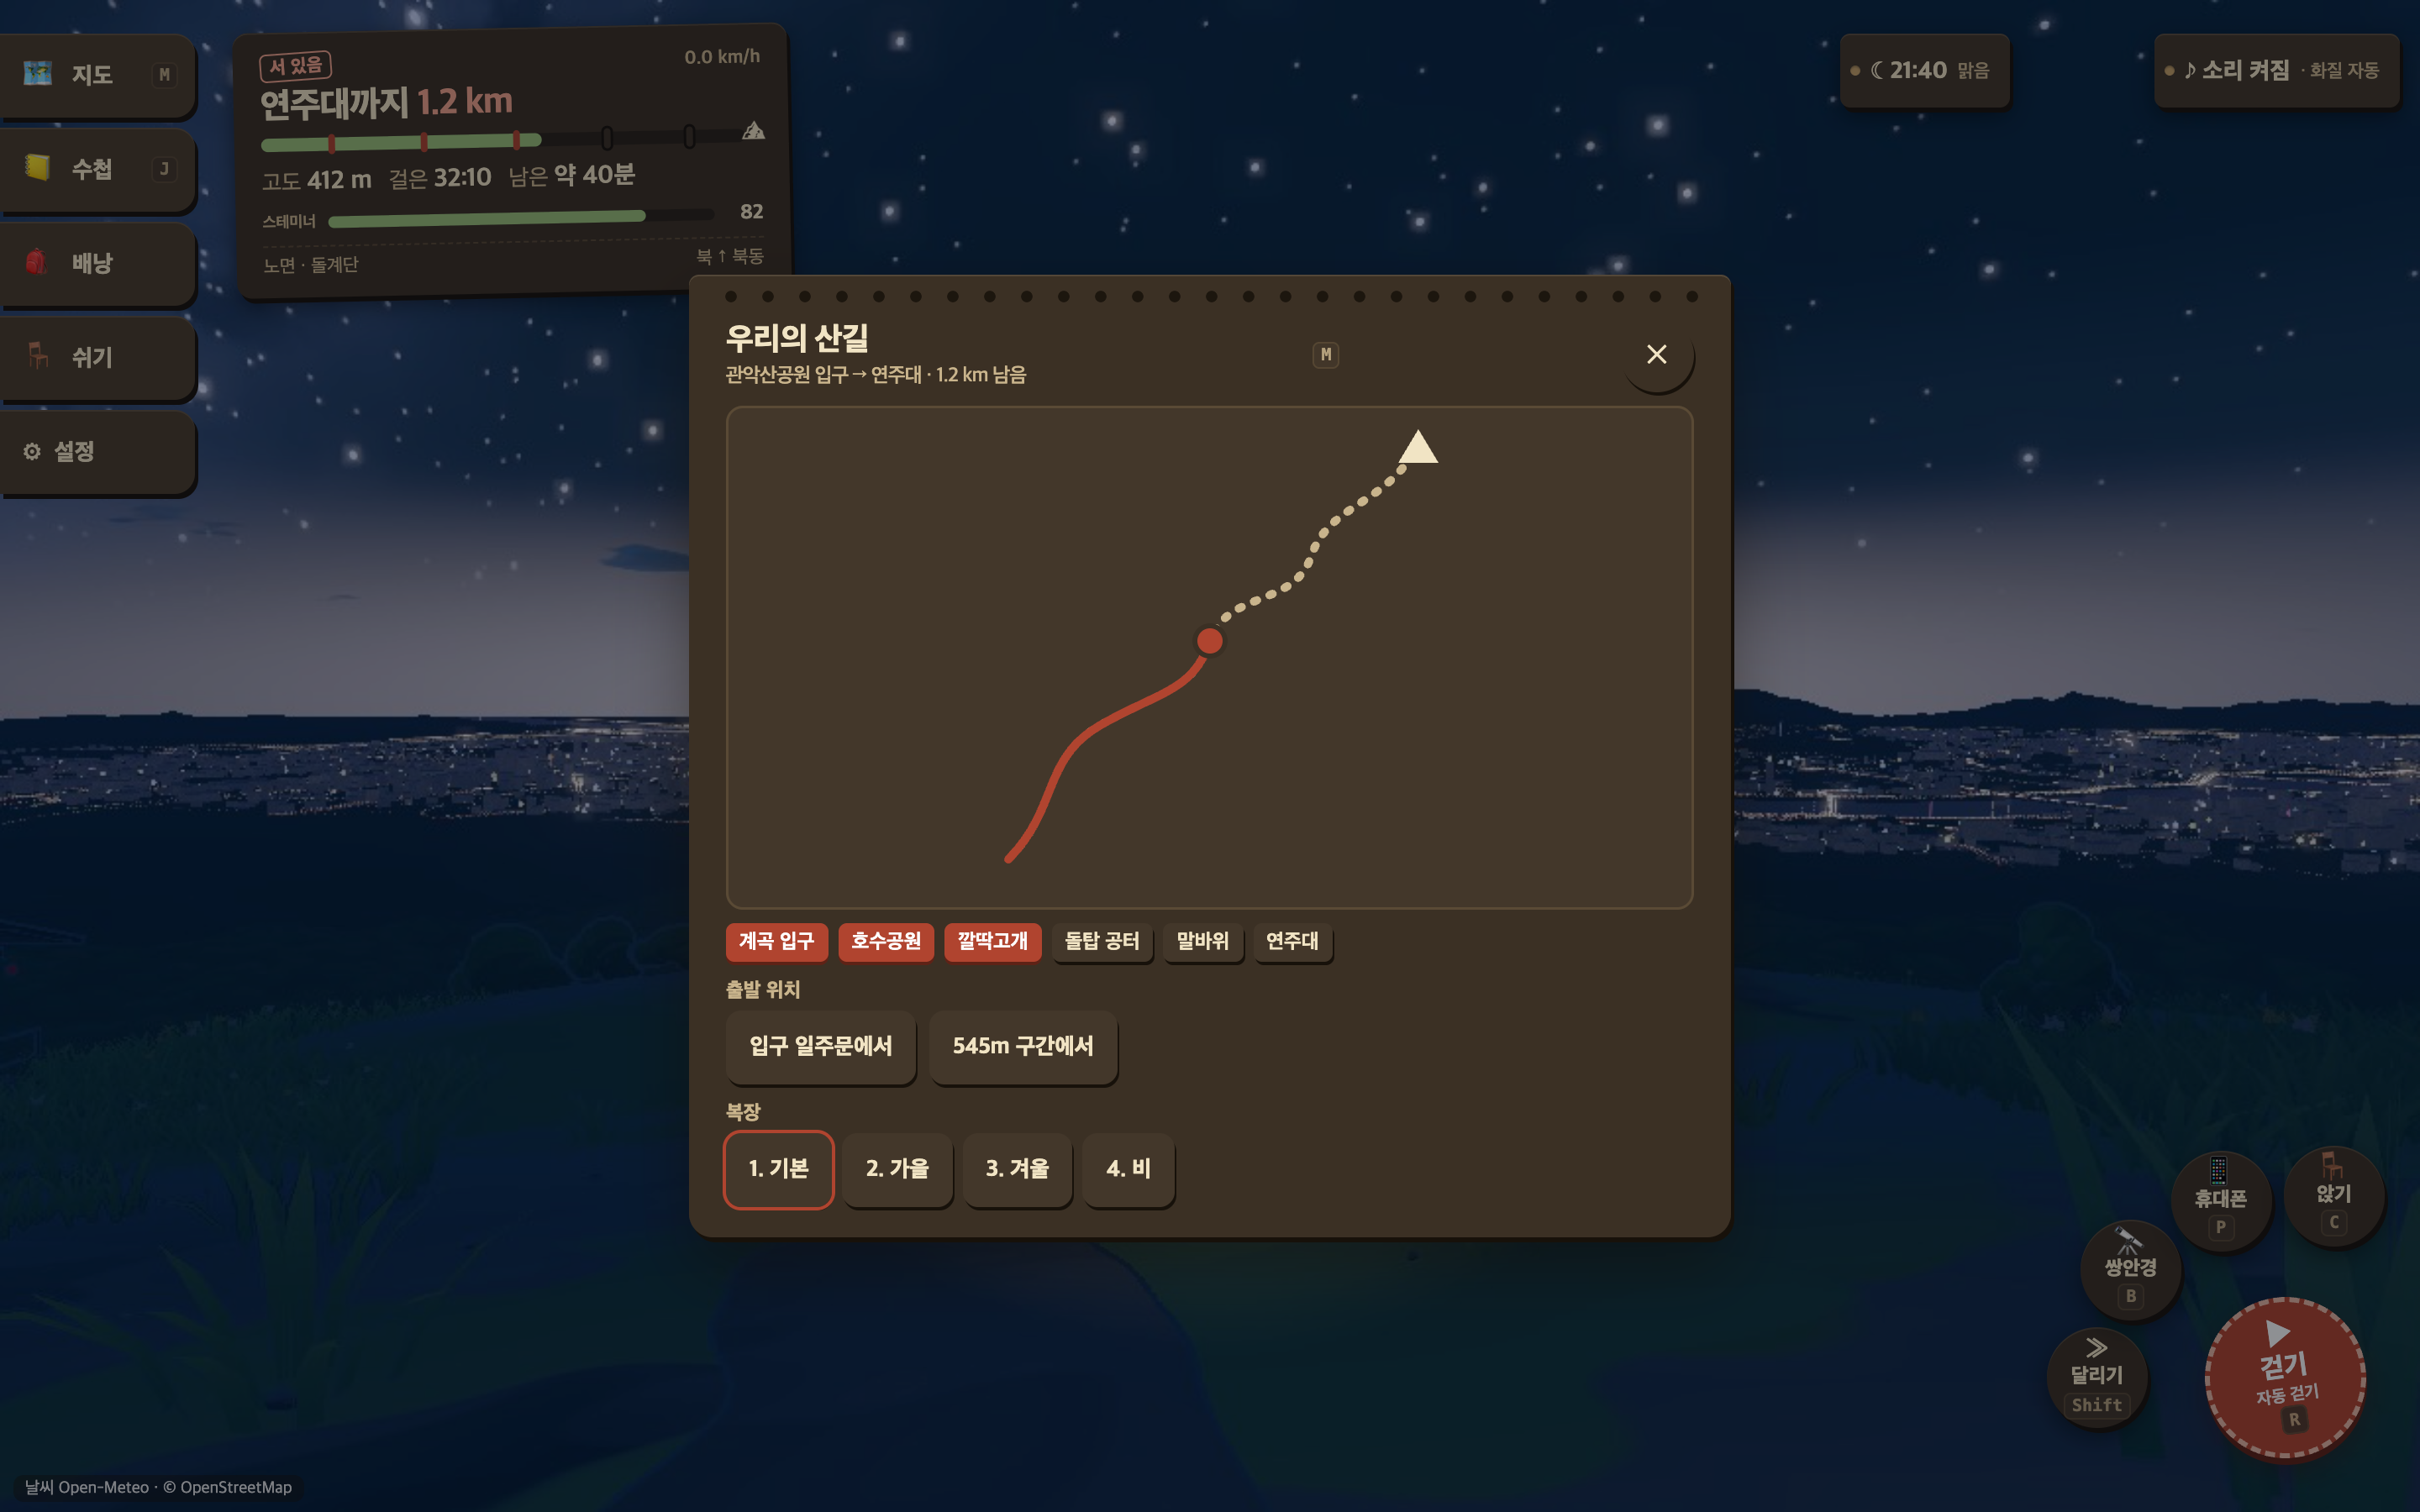 지도 M
수첩 J
배낭
쉬기
⚙ 설정
서 있음
0.0 km/h
연주대까지 1.2 km
고도 412 m 걸은 32:10 남은 약 40분
스테미너 82
노면 · 돌계단
북 ↑ 북동
☾ 21:40 맑음
♪ 소리 켜짐 · 화질 자동
우리의 산길
관악산공원 입구 → 연주대 · 1.2 km 남음
M
×
계곡 입구 호수공원 깔딱고개 돌탑 공터 말바위 연주대
출발 위치
입구 일주문에서 545m 구간에서
복장
1. 기본 2. 가을 3. 겨울 4. 비
휴대폰
P
앉기
C
쌍안경
B
달리기
Shift
걷기
자동 걷기
R
날씨 Open-Meteo · © OpenStreetMap